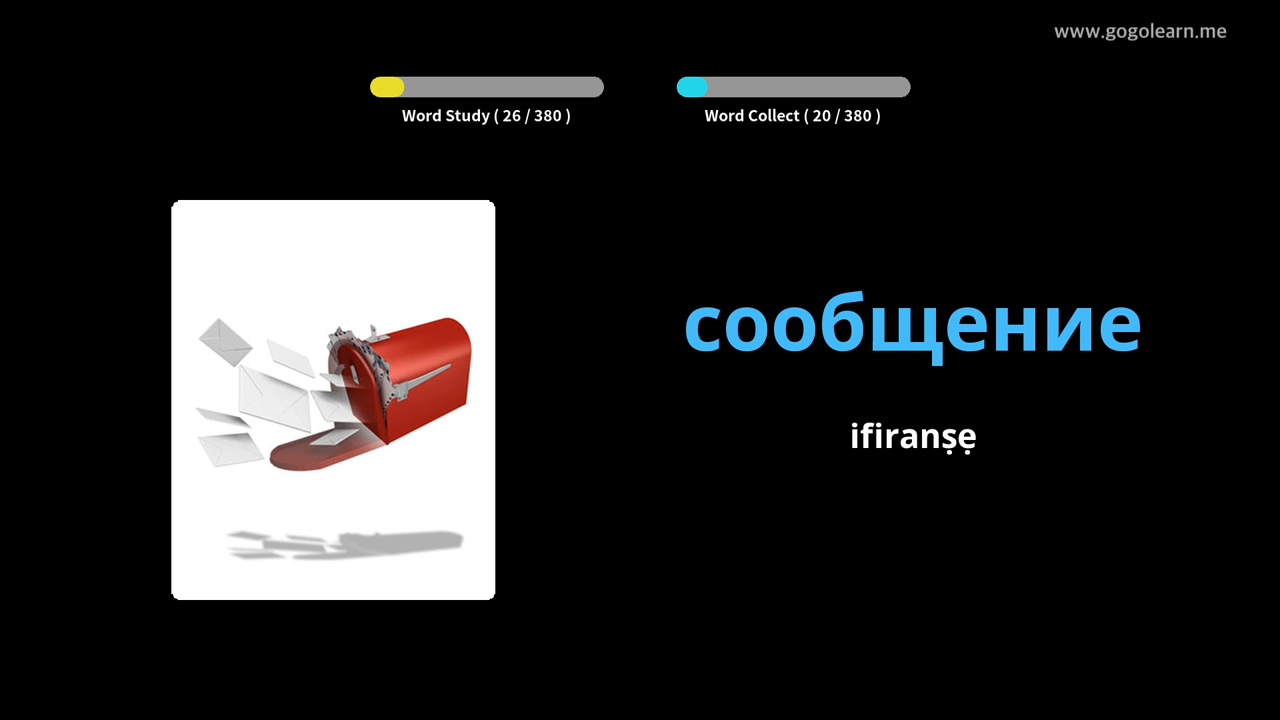 www.gogolearn.me
Word Study ( 26 / 380 )
Word Collect ( 20 / 380 )
сообщение
ifiranṣẹ